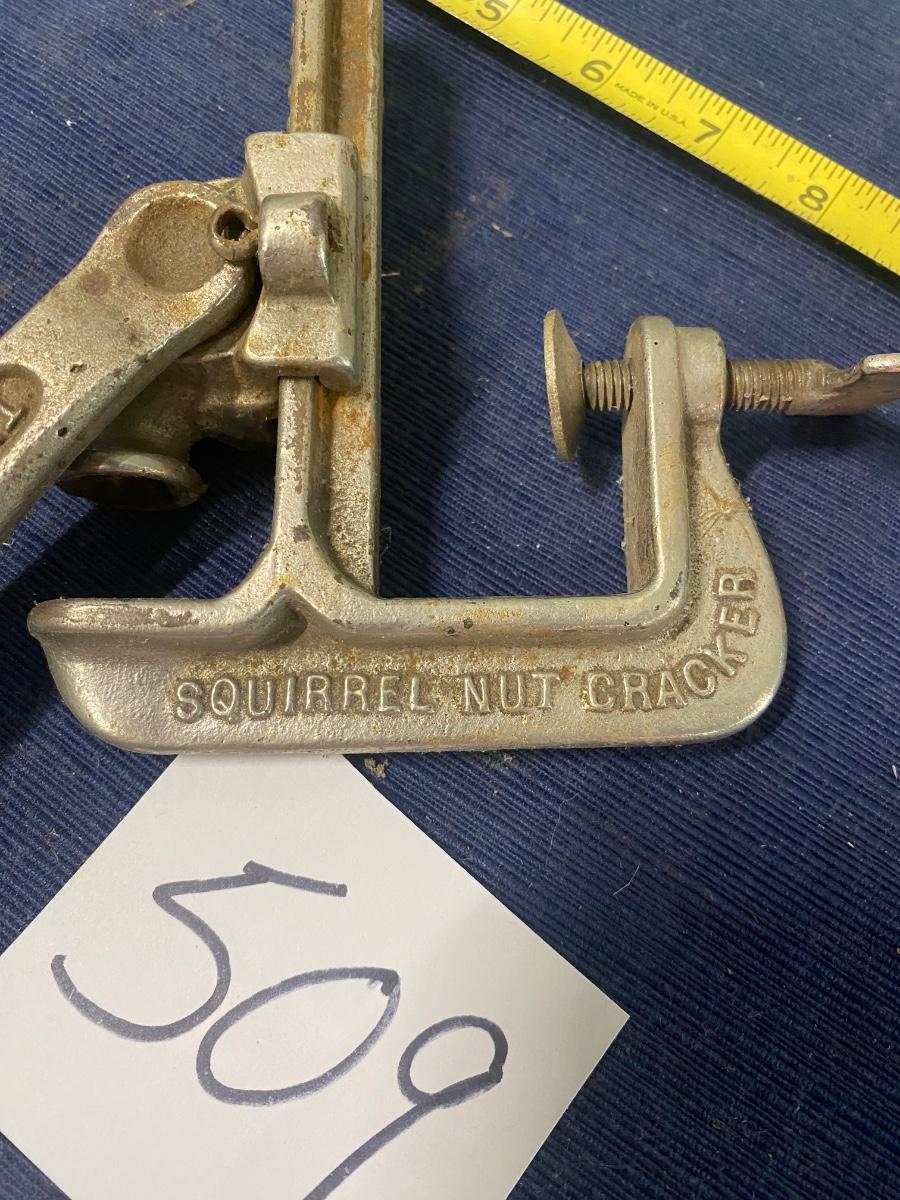 5 6 7 8
MADE IN U.S.A.
SQUIRREL NUT CRACKER
509